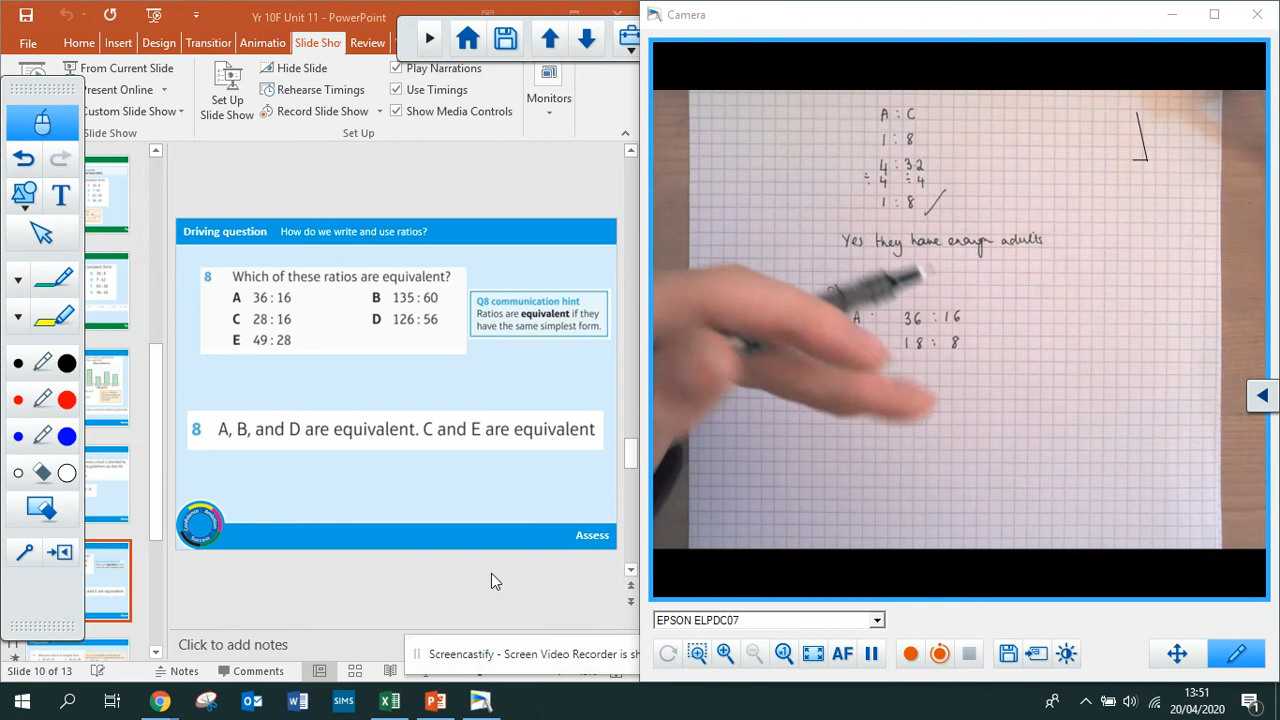 Yr 10F Unit 11 - PowerPoint
File Home Insert Design Transition Animatio Slide Sho Review
From Current Slide
Present Online
Custom Slide Show
Slide Show
Set Up Slide Show
Hide Slide
Rehearse Timings
Record Slide Show
Play Narrations
Use Timings
Show Media Controls
Set Up
Monitors
T
Driving question How do we write and use ratios?
8 Which of these ratios are equivalent?
A 36 : 16 B 135 : 60
C 28 : 16 D 126 : 56
E 49 : 28
Q8 communication hint
Ratios are equivalent if they
have the same simplest form.
8 A, B, and D are equivalent. C and E are equivalent
Assess
Click to add notes
Screencastify - Screen Video Recorder is sh
Slide 10 of 13 Notes Comments
Camera
A : C
1 : 8
4 : 32
÷ 4 ÷ 4
1 : 8
Yes they have enough adults
A : 36 : 16
18 : 8
EPSON ELPDC07
AF
SIMS
13:51
20/04/2020
1